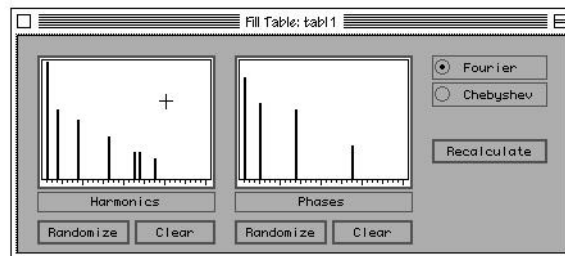 Fill Table: tabl1
Fourier
Chebyshev
Recalculate
Harmonics
Phases
Randomize
Clear
Randomize
Clear